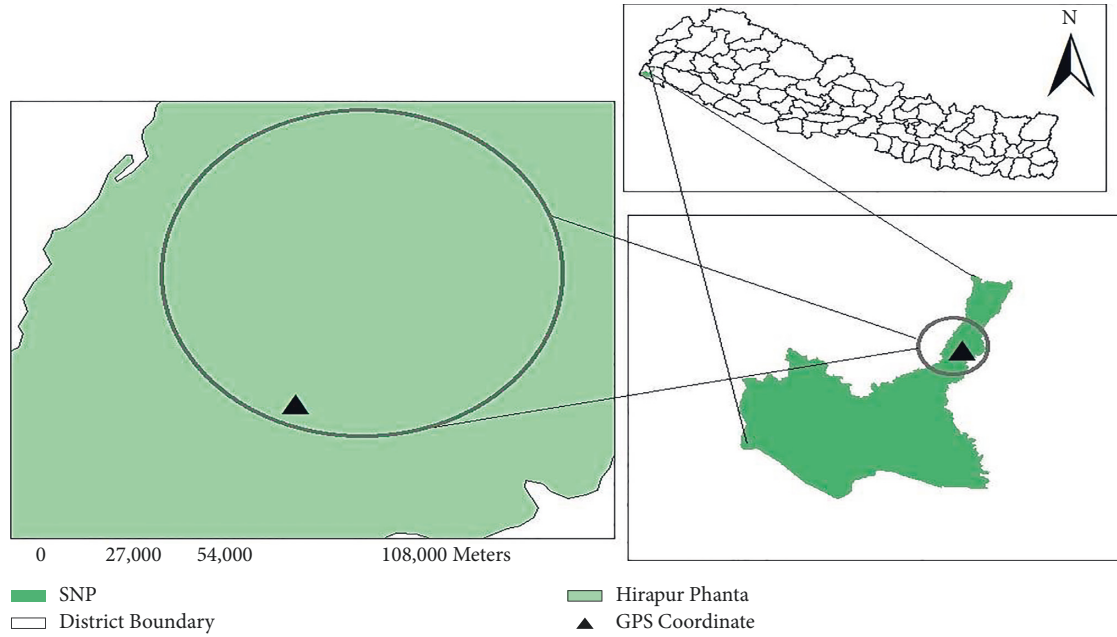 N
0 27,000 54,000 108,000 Meters
SNP
District Boundary
Hirapur Phanta
GPS Coordinate